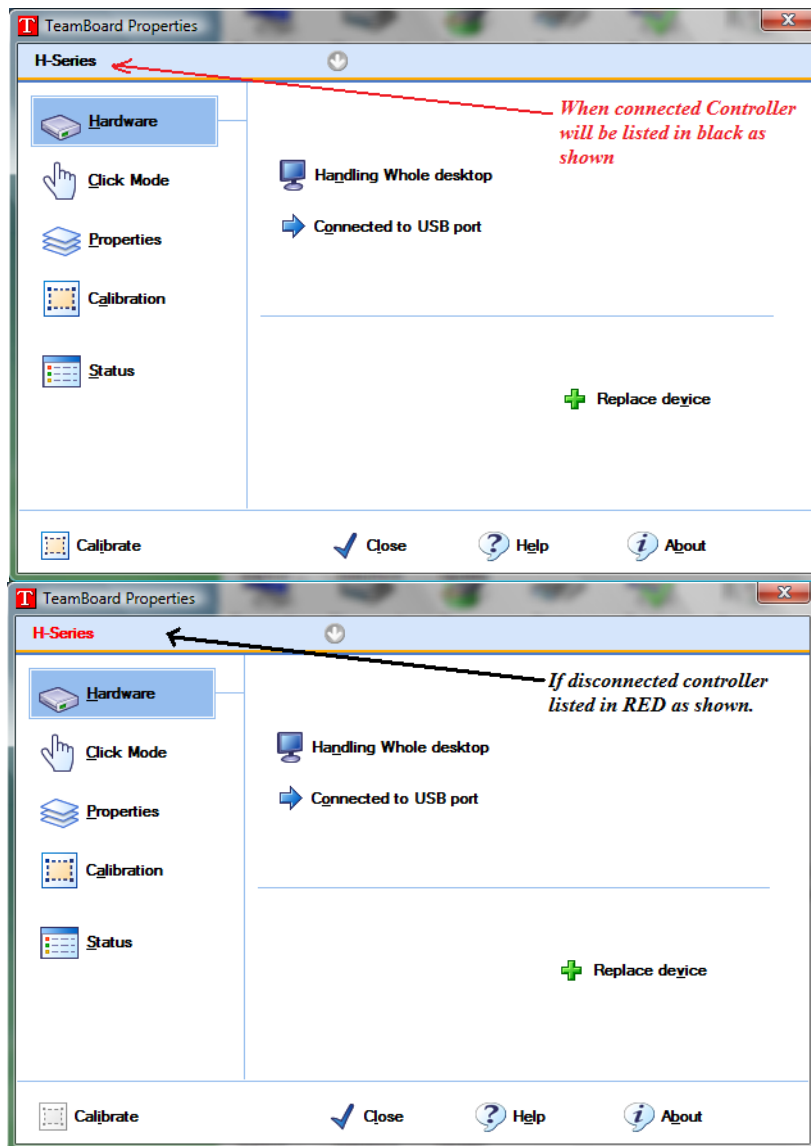 T TeamBoard Properties
x
H-Series
When connected Controller
will be listed in black as
shown
Hardware
Click Mode
Handling Whole desktop
Connected to USB port
Properties
Calibration
Status
Replace device
Calibrate
Close
? Help
i About
T TeamBoard Properties
x
H-Series
If disconnected controller
listed in RED as shown.
Hardware
Click Mode
Handling Whole desktop
Connected to USB port
Properties
Calibration
Status
Replace device
Calibrate
Close
? Help
i About